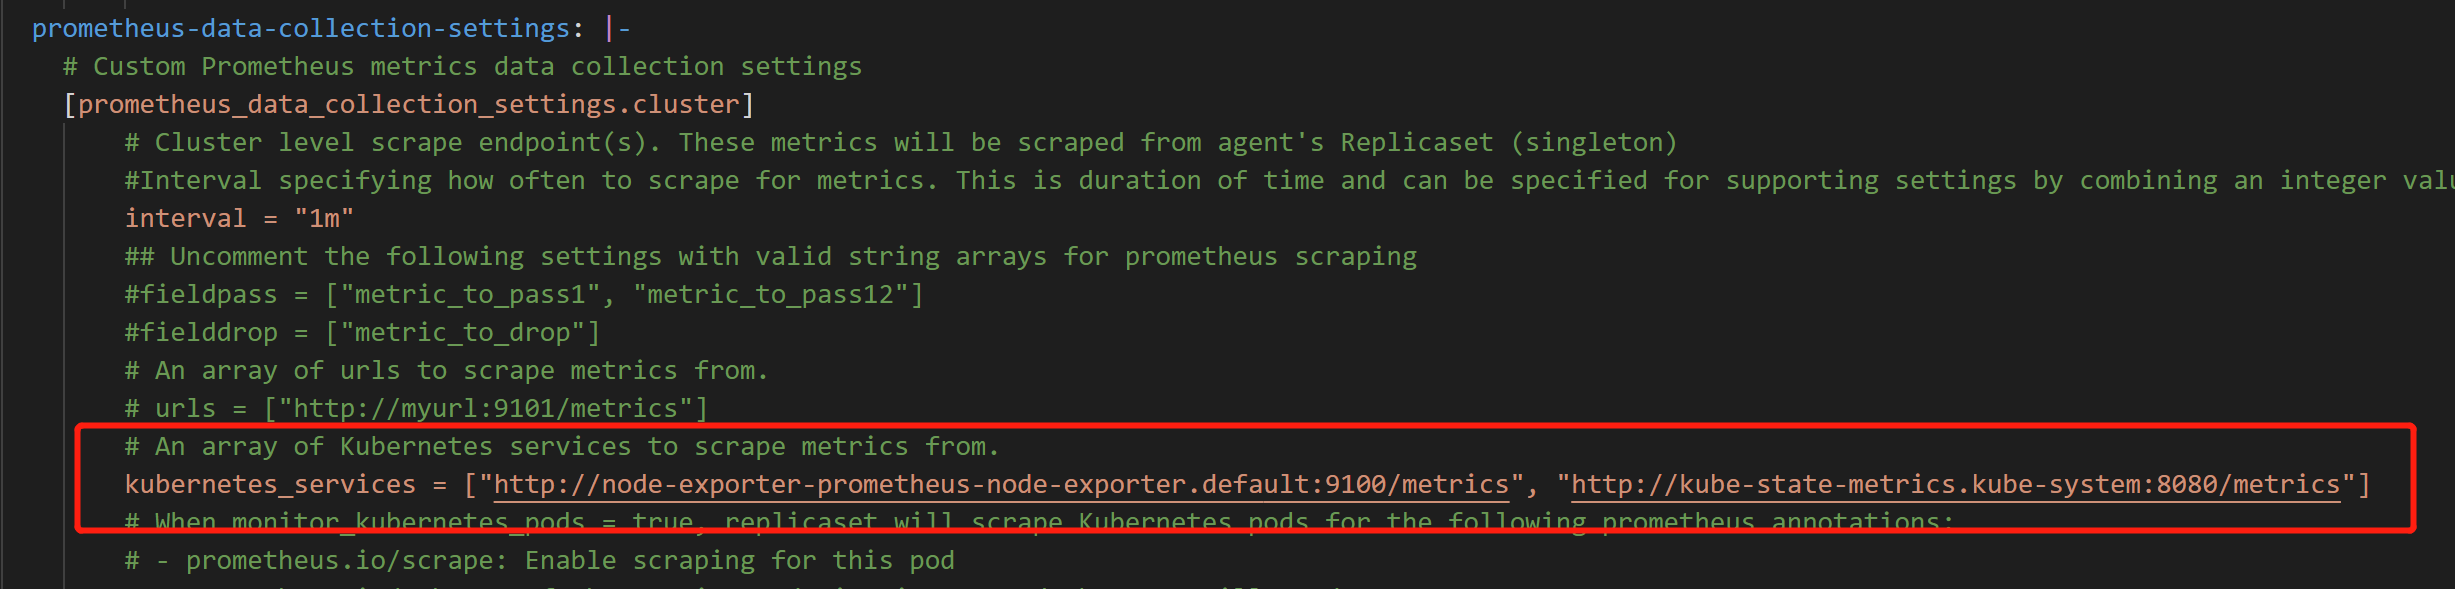 prometheus-data-collection-settings: |-
# Custom Prometheus metrics data collection settings
[prometheus_data_collection_settings.cluster]
# Cluster level scrape endpoint(s). These metrics will be scraped from agent's Replicaset (singleton)
#Interval specifying how often to scrape for metrics. This is duration of time and can be specified for supporting settings by combining an integer valu
interval = "1m"
## Uncomment the following settings with valid string arrays for prometheus scraping
#fieldpass = ["metric_to_pass1", "metric_to_pass12"]
#fielddrop = ["metric_to_drop"]
# An array of urls to scrape metrics from.
# urls = ["http://myurl:9101/metrics"]
# An array of Kubernetes services to scrape metrics from.
kubernetes_services = ["http://node-exporter-prometheus-node-exporter.default:9100/metrics", "http://kube-state-metrics.kube-system:8080/metrics"]
# When monitor_kubernetes_pods = true, replicaset will scrape Kubernetes pods for the following prometheus annotations:
# - prometheus.io/scrape: Enable scraping for this pod